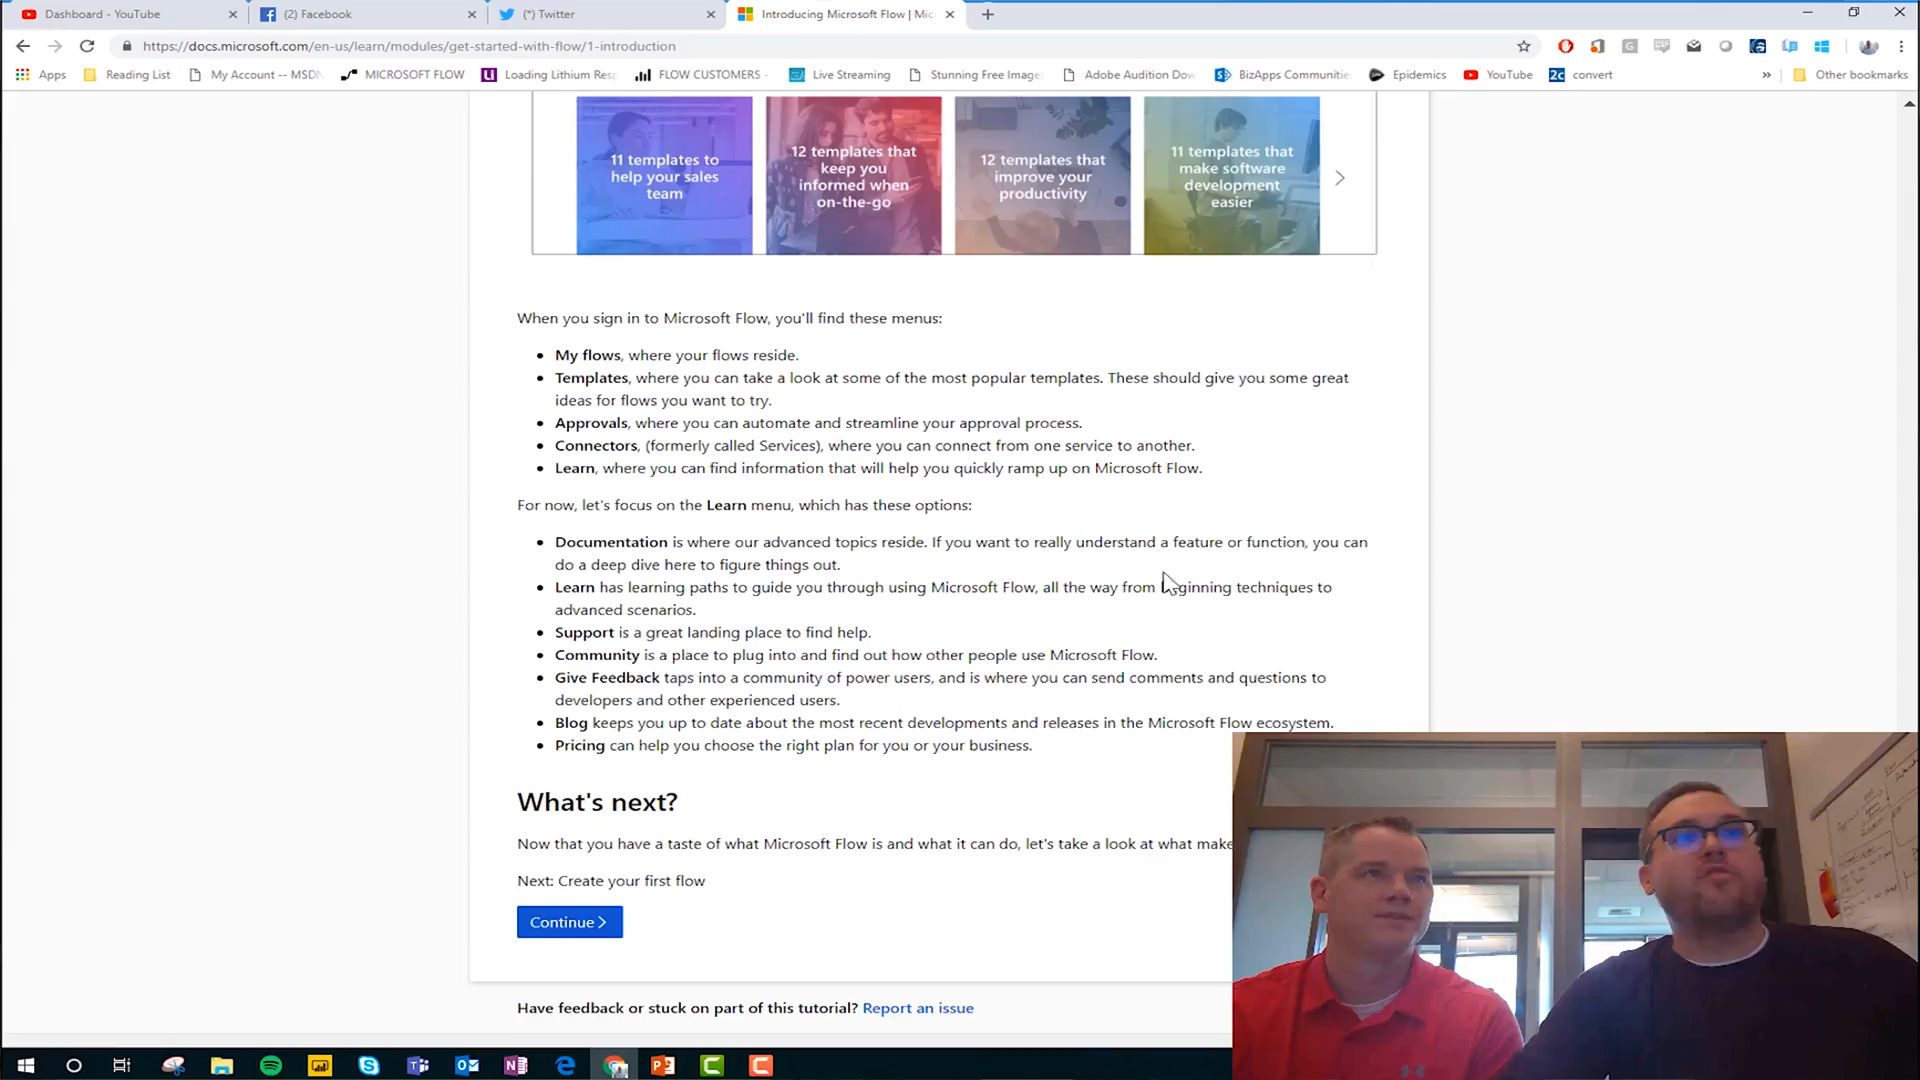 Dashboard - YouTube
(2) Facebook
(*) Twitter
Introducing Microsoft Flow | Mic
https://docs.microsoft.com/en-us/learn/modules/get-started-with-flow/1-introduction
Apps
Reading List
My Account -- MSDN
MICROSOFT FLOW
Loading Lithium Res
FLOW CUSTOMERS -
Live Streaming
Stunning Free Image
Adobe Audition Dow
BizApps Communitie
Epidemics
YouTube
2c convert
»
Other bookmarks
11 templates to
help your sales
team
12 templates that
keep you
informed when
on-the-go
12 templates that
improve your
productivity
11 templates that
make software
development
easier
When you sign in to Microsoft Flow, you'll find these menus:
• My flows, where your flows reside.
• Templates, where you can take a look at some of the most popular templates. These should give you some great
ideas for flows you want to try.
• Approvals, where you can automate and streamline your approval process.
• Connectors, (formerly called Services), where you can connect from one service to another.
• Learn, where you can find information that will help you quickly ramp up on Microsoft Flow.
For now, let's focus on the Learn menu, which has these options:
• Documentation is where our advanced topics reside. If you want to really understand a feature or function, you can
do a deep dive here to figure things out.
• Learn has learning paths to guide you through using Microsoft Flow, all the way from beginning techniques to
advanced scenarios.
• Support is a great landing place to find help.
• Community is a place to plug into and find out how other people use Microsoft Flow.
• Give Feedback taps into a community of power users, and is where you can send comments and questions to
developers and other experienced users.
• Blog keeps you up to date about the most recent developments and releases in the Microsoft Flow ecosystem.
• Pricing can help you choose the right plan for you or your business.
What's next?
Now that you have a taste of what Microsoft Flow is and what it can do, let's take a look at what make
Next: Create your first flow
Continue >
Have feedback or stuck on part of this tutorial? Report an issue